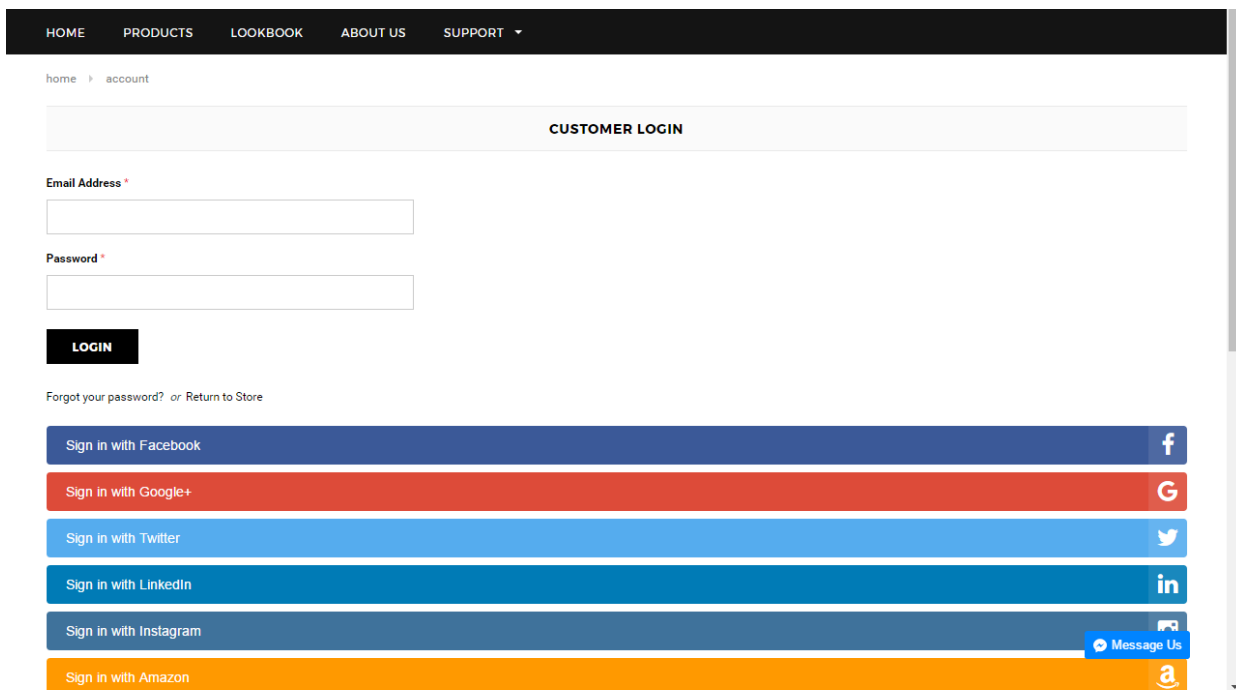 HOME PRODUCTS LOOKBOOK ABOUT US SUPPORT
home account
CUSTOMER LOGIN
Email Address *
Password *
LOGIN
Forgot your password? or Return to Store
Sign in with Facebook
Sign in with Google+
Sign in with Twitter
Sign in with LinkedIn
Sign in with Instagram
Message Us
Sign in with Amazon